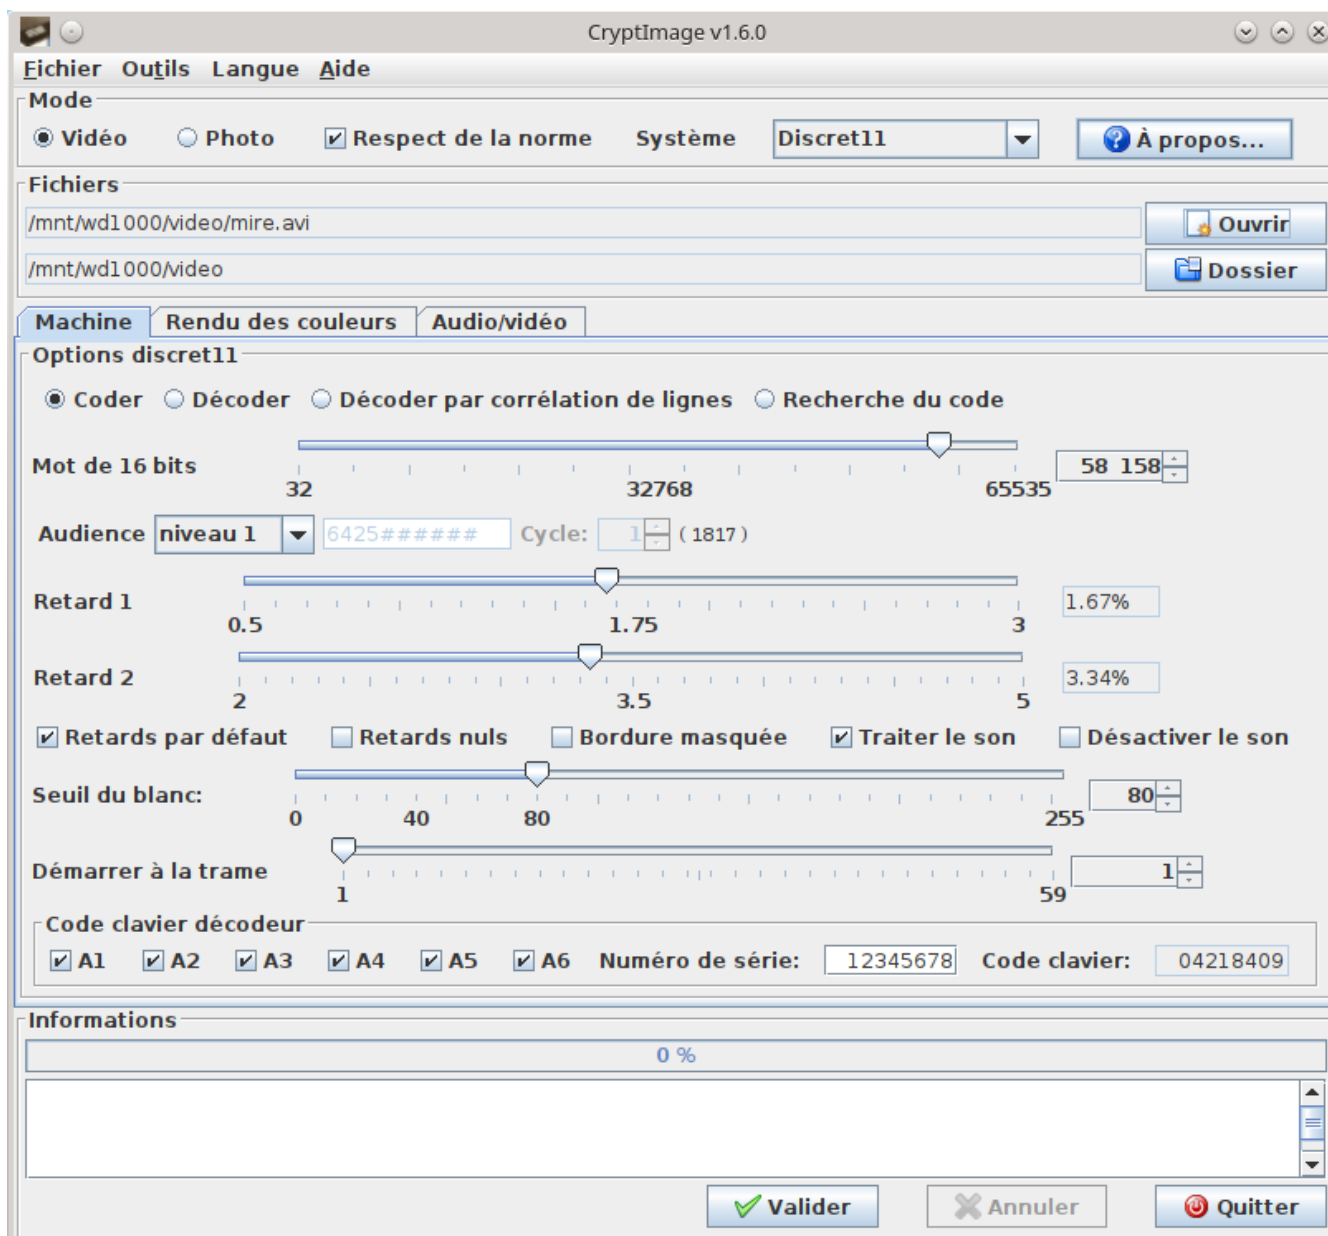 CryptImage v1.6.0
Fichier Outils Langue Aide
Mode
Vidéo Photo Respect de la norme Système Discret11 À propos...
Fichiers
/mnt/wd1000/video/mire.avi Ouvrir
/mnt/wd1000/video Dossier
Machine Rendu des couleurs Audio/vidéo
Options discret11
Coder Décoder Décoder par corrélation de lignes Recherche du code
Mot de 16 bits 58 158
32 32768 65535
Audience niveau 1 6425###### Cycle: 1 ( 1817 )
Retard 1 1.67%
0.5 1.75 3
Retard 2 3.34%
2 3.5 5
Retards par défaut Retards nuls Bordure masquée Traiter le son Désactiver le son
Seuil du blanc: 80
0 40 80 255
Démarrer à la trame 1
1 59
Code clavier décodeur
A1 A2 A3 A4 A5 A6 Numéro de série: 12345678 Code clavier: 04218409
Informations
0 %
Valider Annuler Quitter